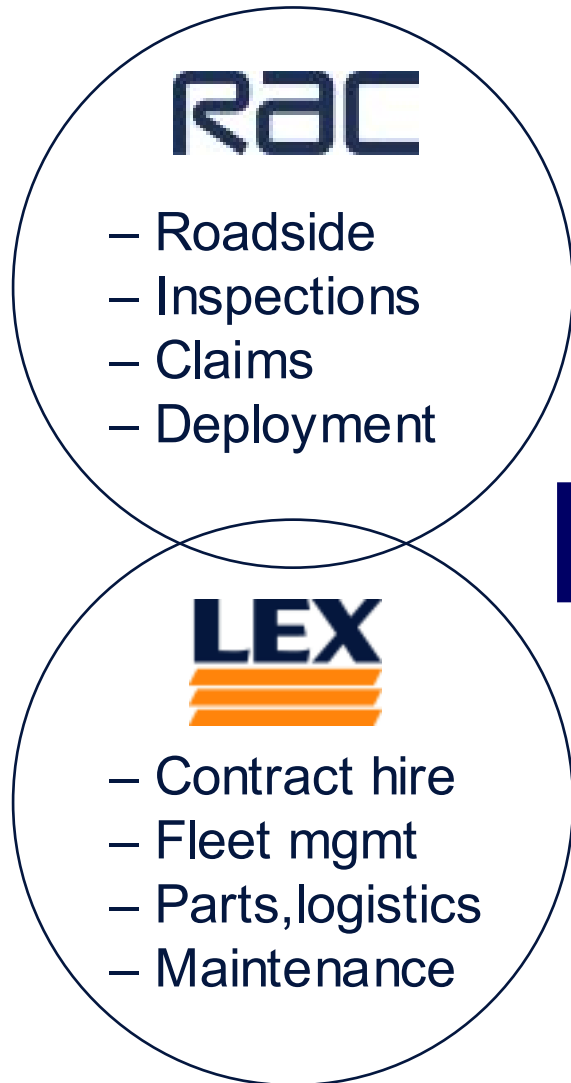 RaC
– Roadside
– Inspections
– Claims
– Deployment
LEX
– Contract hire
– Fleet mgmt
– Parts,logistics
– Maintenance